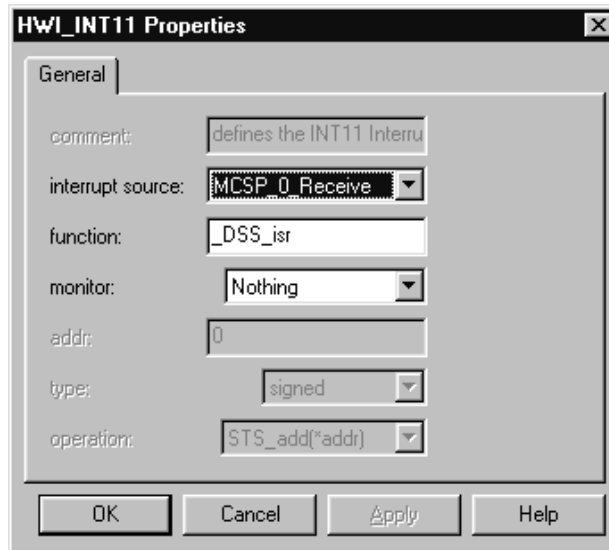 HWI_INT11 Properties
General
comment: defines the INT11 Interru
interrupt source: MCSP_0_Receive
function: _DSS_isr
monitor: Nothing
addr: 0
type: signed
operation: STS_add(*addr)
OK Cancel Apply Help